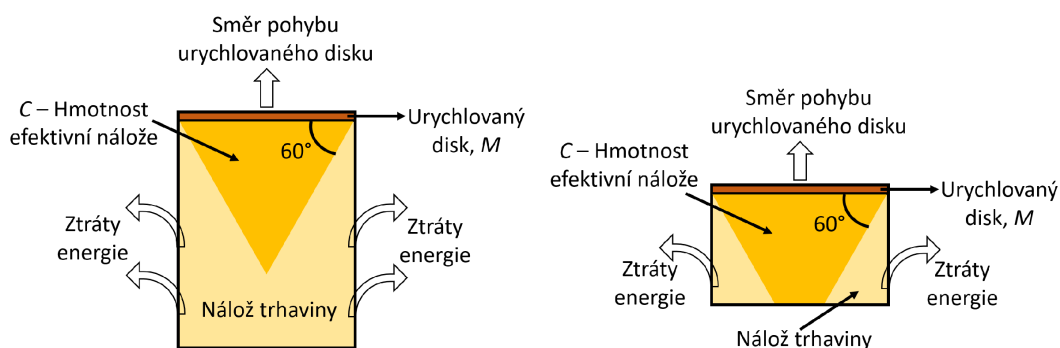 Směr pohybu
urychlovaného disku
C – Hmotnost
efektivní nálože
Urychlovaný
disk, M
60°
Ztráty
energie
Ztráty
energie
Nálož trhaviny
Směr pohybu
urychlovaného disku
C – Hmotnost
efektivní nálože
Urychlovaný
disk, M
60°
Ztráty
energie
Ztráty
energie
Nálož trhaviny